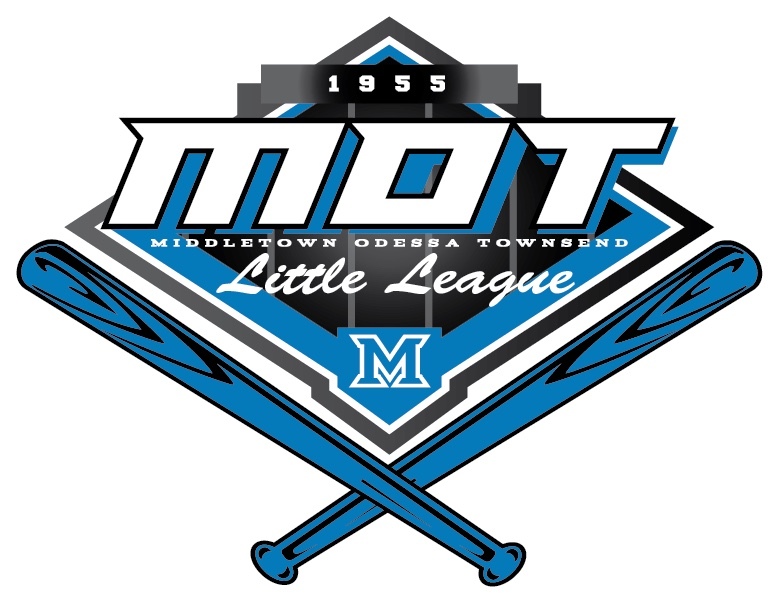 1955
MOT
MIDDLETOWN ODESSA TOWNSEND
Little League
M